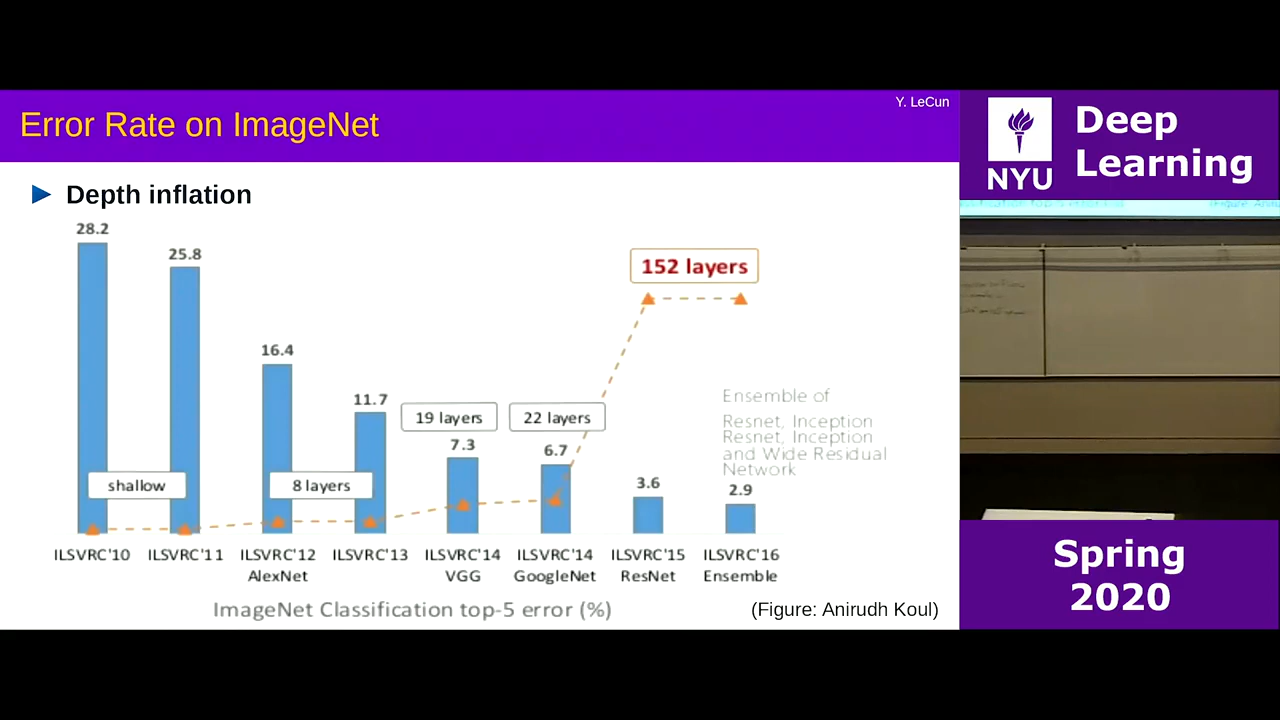 Y. LeCun
Error Rate on ImageNet
Depth inflation
28.2
25.8
16.4
11.7
7.3
6.7
3.6
2.9
152 layers
19 layers
22 layers
shallow
8 layers
Ensemble of
Resnet, Inception
Resnet, Inception
and Wide Residual
Network
ILSVRC'10
ILSVRC'11
ILSVRC'12
AlexNet
ILSVRC'13
ILSVRC'14
VGG
ILSVRC'14
GoogleNet
ILSVRC'15
ResNet
ILSVRC'16
Ensemble
ImageNet Classification top-5 error (%)
(Figure: Anirudh Koul)
NYU
Deep
Learning
Spring
2020